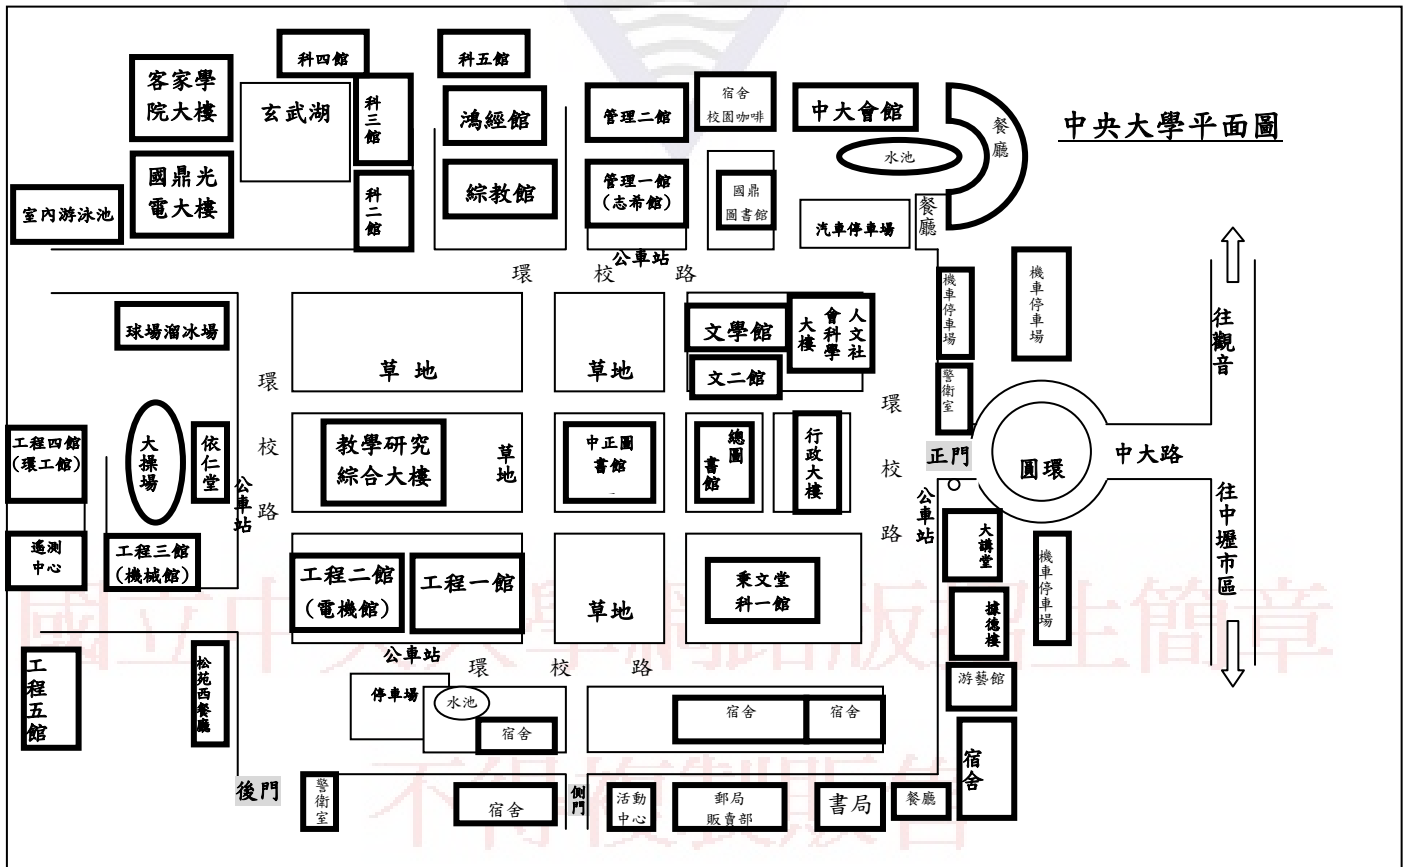 中央大學平面圖
科四館
科五館
客家學
院大樓
玄武湖
科三館
鴻經館
管理二館
宿舍
校園咖啡
中大會館
餐廳
水池
國鼎光
電大樓
室內游泳池
科二館
綜教館
管理一館
(志希館)
國鼎
圖書館
汽車停車場
餐廳
公車站
環 校 路
機車停車場
機車停車場
往觀音
球場溜冰場
草 地
草地
文學館
人文社
會科學
大樓
文二館
警衛室
環 校 路
環 校 路
工程四館
(環工館)
大操場
依仁堂
公車站
教學研究
綜合大樓
草地
中正圖
書館
總圖
書館
行政大樓
正門
圓環
中大路
公車站
往中壢市區
遙測
中心
工程三館
(機械館)
工程二館
(電機館)
工程一館
草地
秉文堂
科一館
大講堂
機車停車場
據德樓
公車站
環 校 路
工程五館
松苑西餐廳
停車場
水池
宿舍
宿舍
宿舍
游藝館
宿舍
後門
警衛室
宿舍
側門
活動
中心
郵局
販賣部
書局
餐廳
國立中央大學網路版招生簡章
不得複製販售